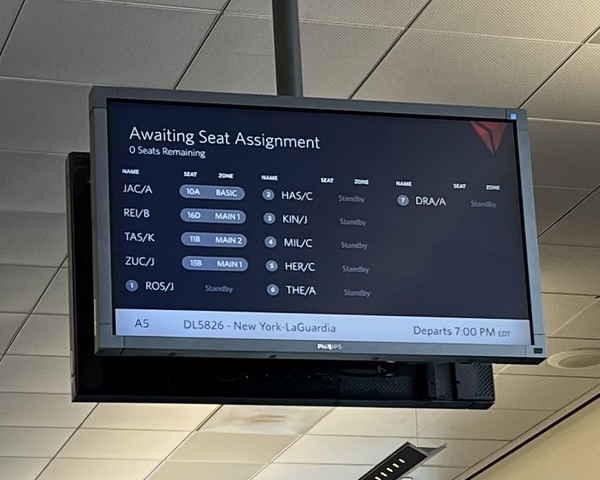 Awaiting Seat Assignment
0 Seats Remaining
NAME SEAT ZONE
JAC/A 10A BASIC
REI/B 16D MAIN 1
TAS/K 11B MAIN 2
ZUC/J 15B MAIN 1
1 ROS/J Standby
NAME SEAT ZONE
2 HAS/C Standby
3 KIN/J Standby
4 MIL/C Standby
5 HER/C Standby
6 THE/A Standby
NAME SEAT ZONE
7 DRA/A Standby
A5 DL5826 - New York-LaGuardia Departs 7:00 PM EDT
PHILIPS